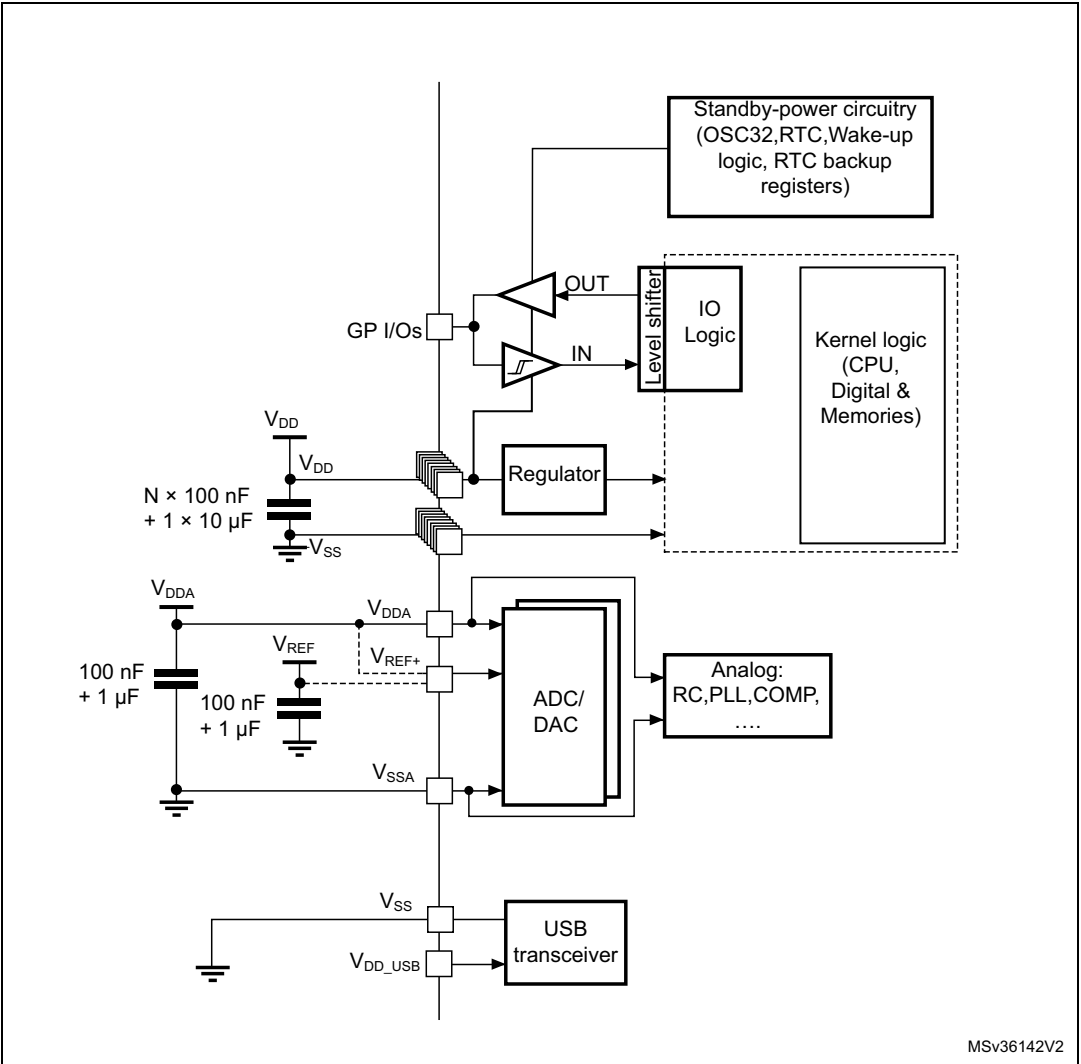 Standby-power circuitry
(OSC32,RTC,Wake-up
logic, RTC backup
registers)
OUT
Level shifter
IO
Logic
GP I/Os
IN
Kernel logic
(CPU,
Digital &
Memories)
VDD
VDD
Regulator
N × 100 nF
+ 1 × 10 µF
VSS
VDDA
VDDA
VREF
VREF+
100 nF
+ 1 µF
100 nF
+ 1 µF
ADC/
DAC
Analog:
RC,PLL,COMP,
….
VSSA
VSS
USB
transceiver
VDD_USB
MSv36142V2